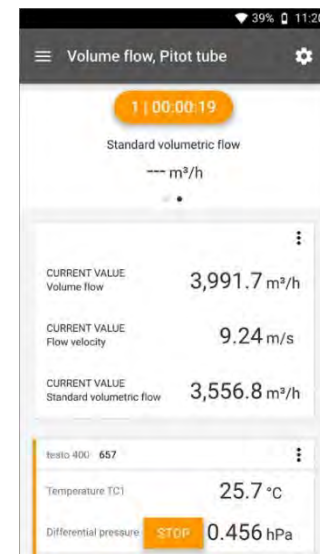 39% 11:20
Volume flow, Pitot tube
1 | 00:00:19
Standard volumetric flow
--- m³/h
CURRENT VALUE
Volume flow 3,991.7 m³/h
CURRENT VALUE
Flow velocity 9.24 m/s
CURRENT VALUE
Standard volumetric flow 3,556.8 m³/h
testo 400 657
Temperature TC1 25.7 °C
Differential pressure STOP 0.456 hPa